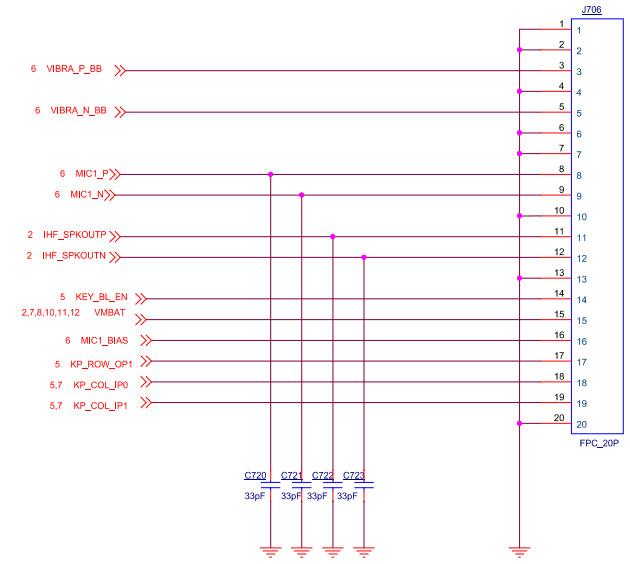 J706
1 1
2 2
6 VIBRA_P_BB 3 3
4 4
6 VIBRA_N_BB 5 5
6 6
7 7
6 MIC1_P 8 8
6 MIC1_N 9 9
10 10
2 IHF_SPKOUTP 11 11
2 IHF_SPKOUTN 12 12
13 13
5 KEY_BL_EN 14 14
2,7,8,10,11,12 VMBAT 15 15
6 MIC1_BIAS 16 16
5 KP_ROW_OP1 17 17
5,7 KP_COL_IP0 18 18
5,7 KP_COL_IP1 19 19
20 20
FPC_20P
C720 C721 C722 C723
33pF 33pF 33pF 33pF